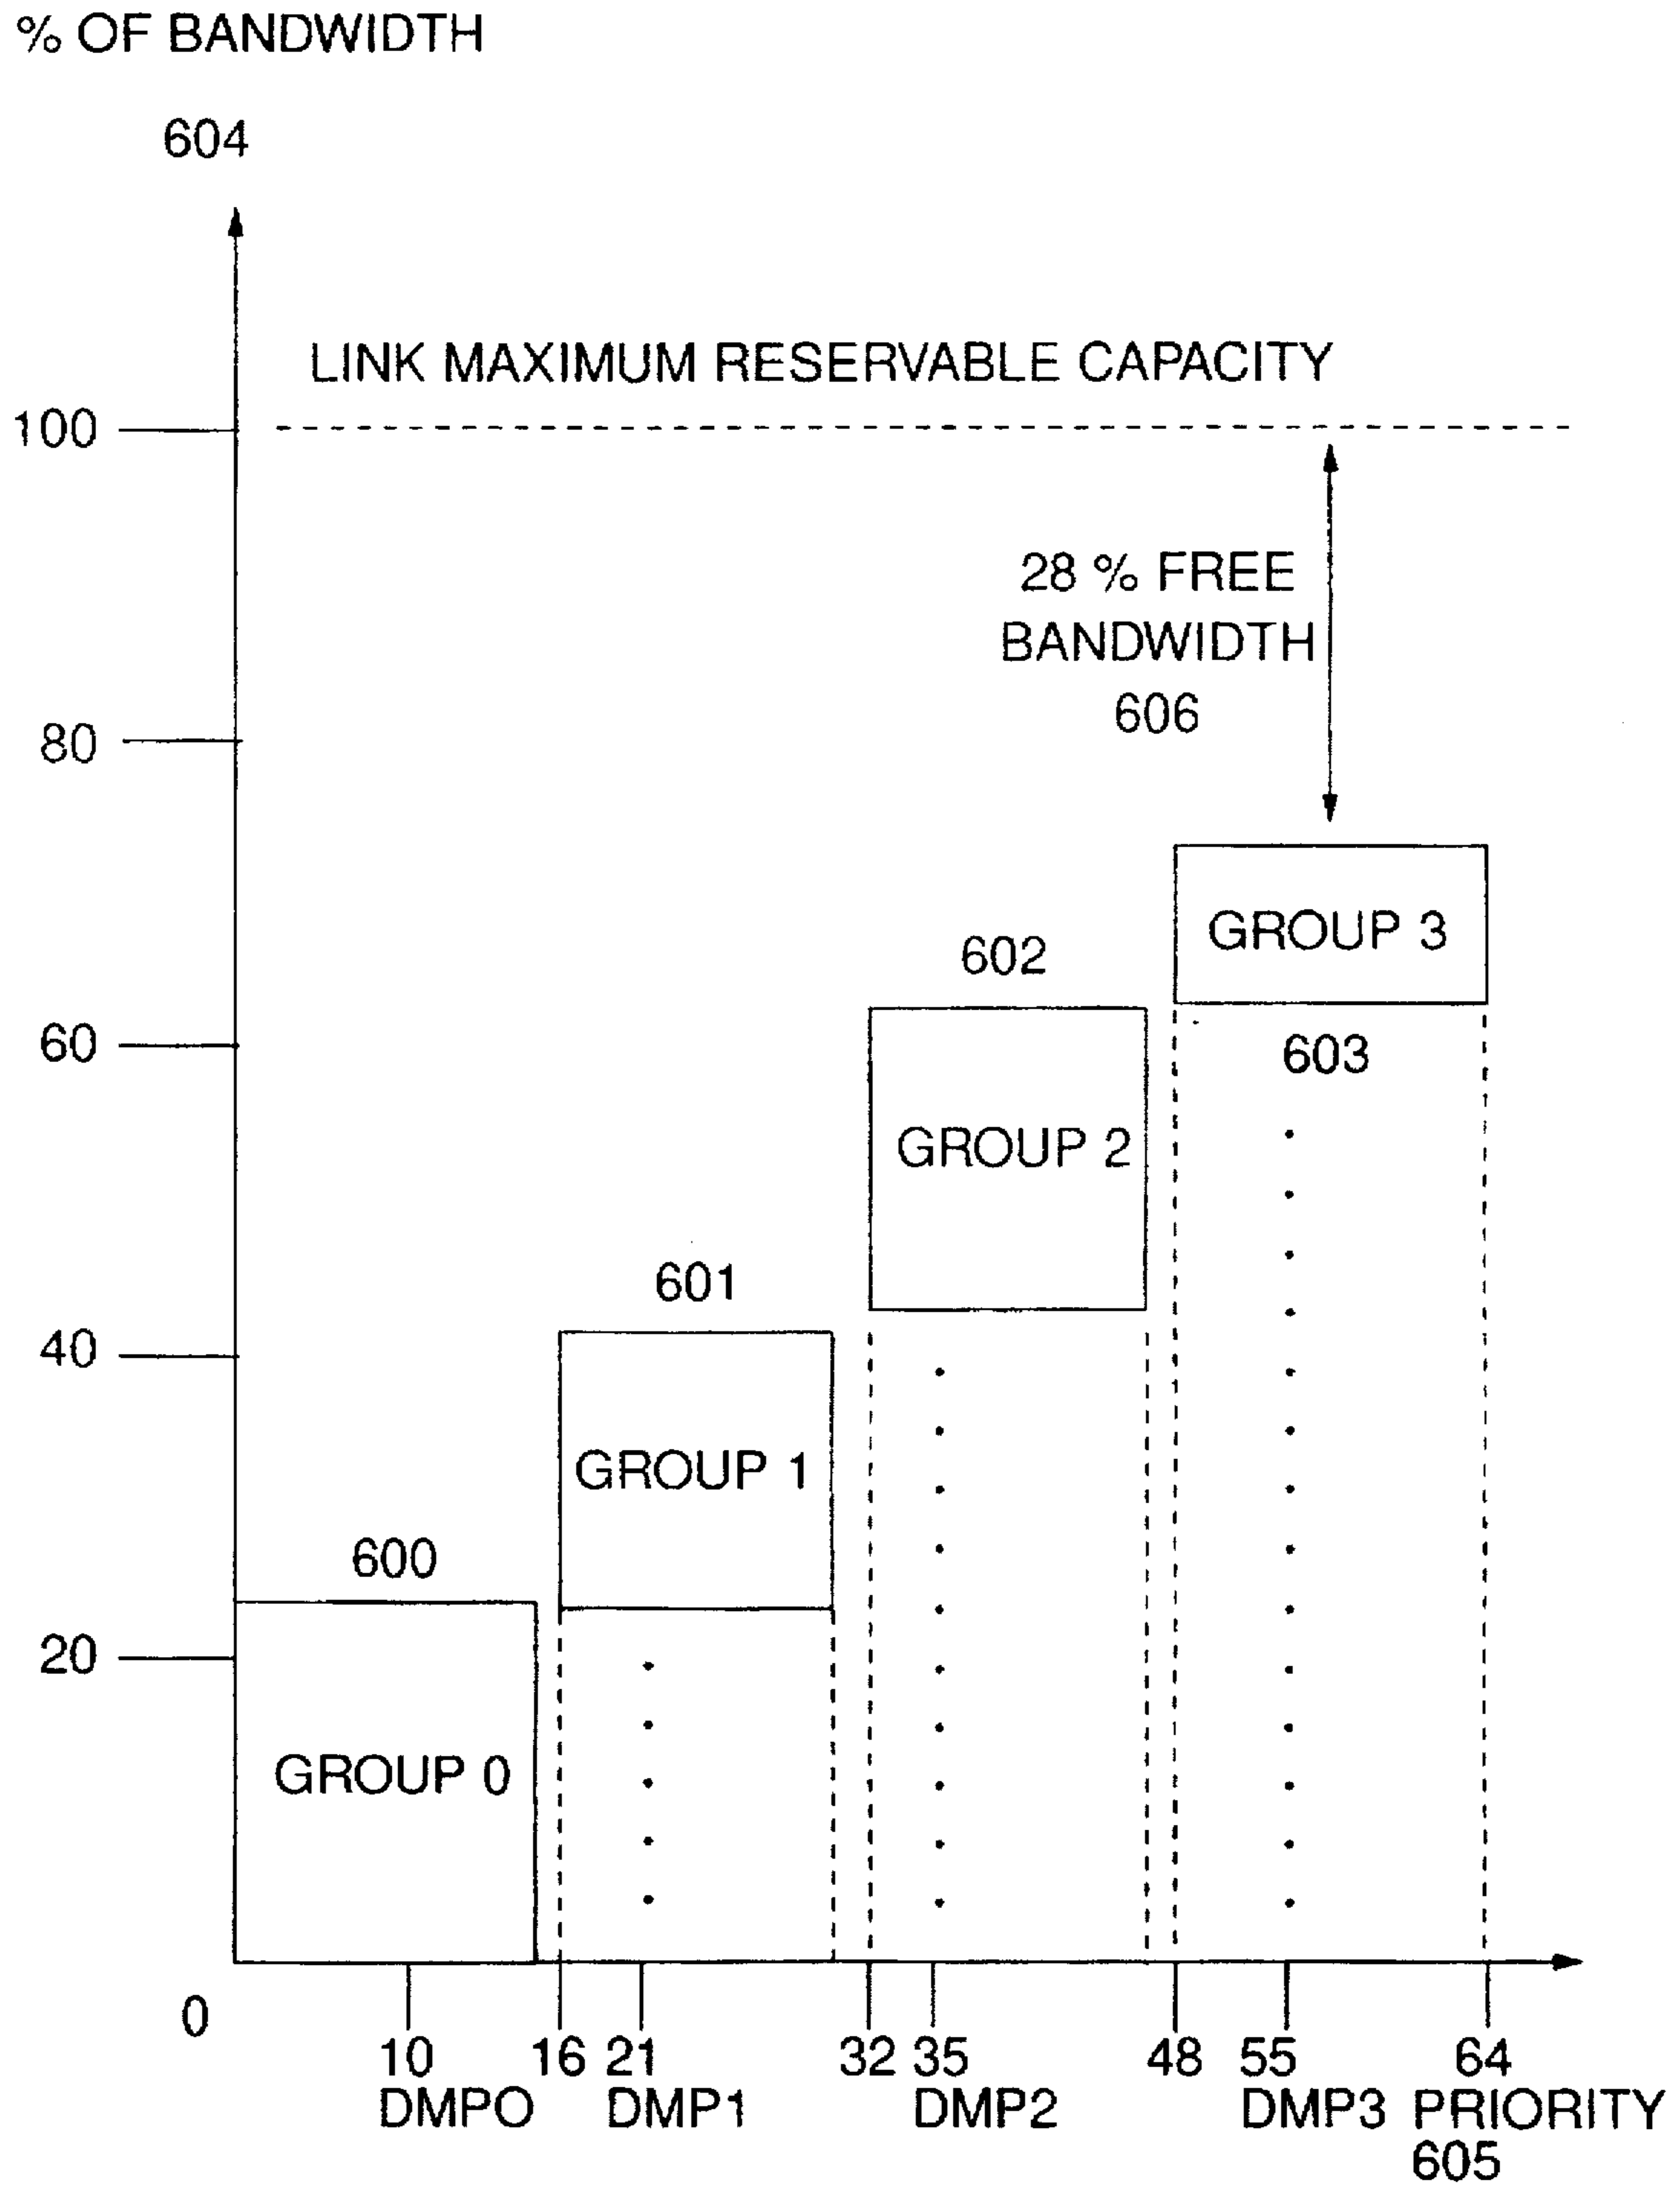 % OF BANDWIDTH
604
LINK MAXIMUM RESERVABLE CAPACITY
100
28 % FREE
BANDWIDTH
606
80
GROUP 3
602
60
603
GROUP 2
601
40
GROUP 1
600
20
GROUP 0
0
10 16 21 32 35 48 55 64
DMPO DMP1 DMP2 DMP3 PRIORITY
605